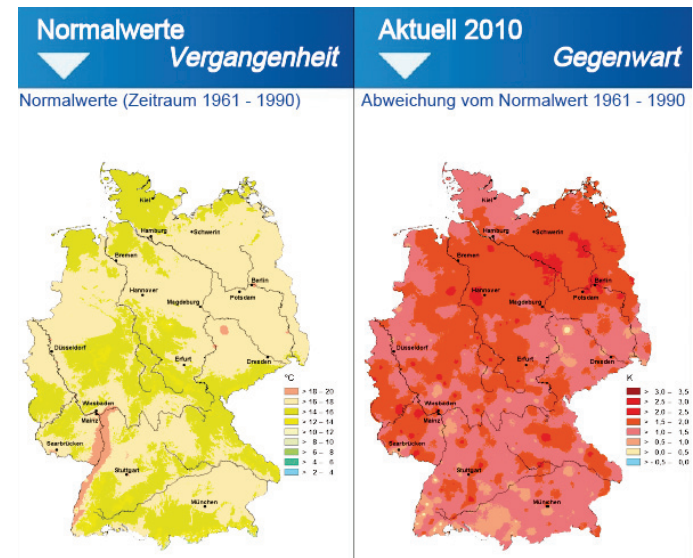 Normalwerte
Vergangenheit
Normalwerte (Zeitraum 1961 - 1990)
Kiel
Hamburg
Schwerin
Bremen
Berlin
Hannover
Potsdam
Magdeburg
Düsseldorf
Erfurt
Dresden
Wiesbaden
Mainz
Saarbrücken
Stuttgart
München
°C
> 18 – 20
> 16 – 18
> 14 – 16
> 12 – 14
> 10 – 12
> 8 – 10
> 6 – 8
> 4 – 6
> 2 – 4
Aktuell 2010
Gegenwart
Abweichung vom Normalwert 1961 - 1990
Kiel
Hamburg
Schwerin
Bremen
Berlin
Hannover
Potsdam
Magdeburg
Düsseldorf
Erfurt
Dresden
Wiesbaden
Mainz
Saarbrücken
Stuttgart
München
K
> 3,0 – 3,5
> 2,5 – 3,0
> 2,0 – 2,5
> 1,5 – 2,0
> 1,0 – 1,5
> 0,5 – 1,0
> 0,0 – 0,5
> -0,5 – 0,0